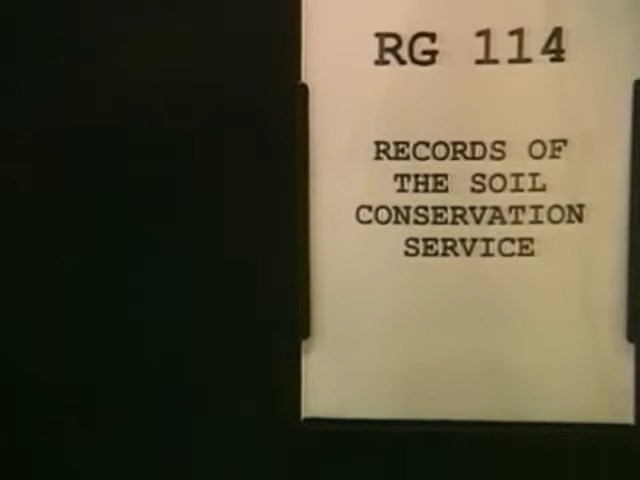 RG 114
RECORDS OF
THE SOIL
CONSERVATION
SERVICE